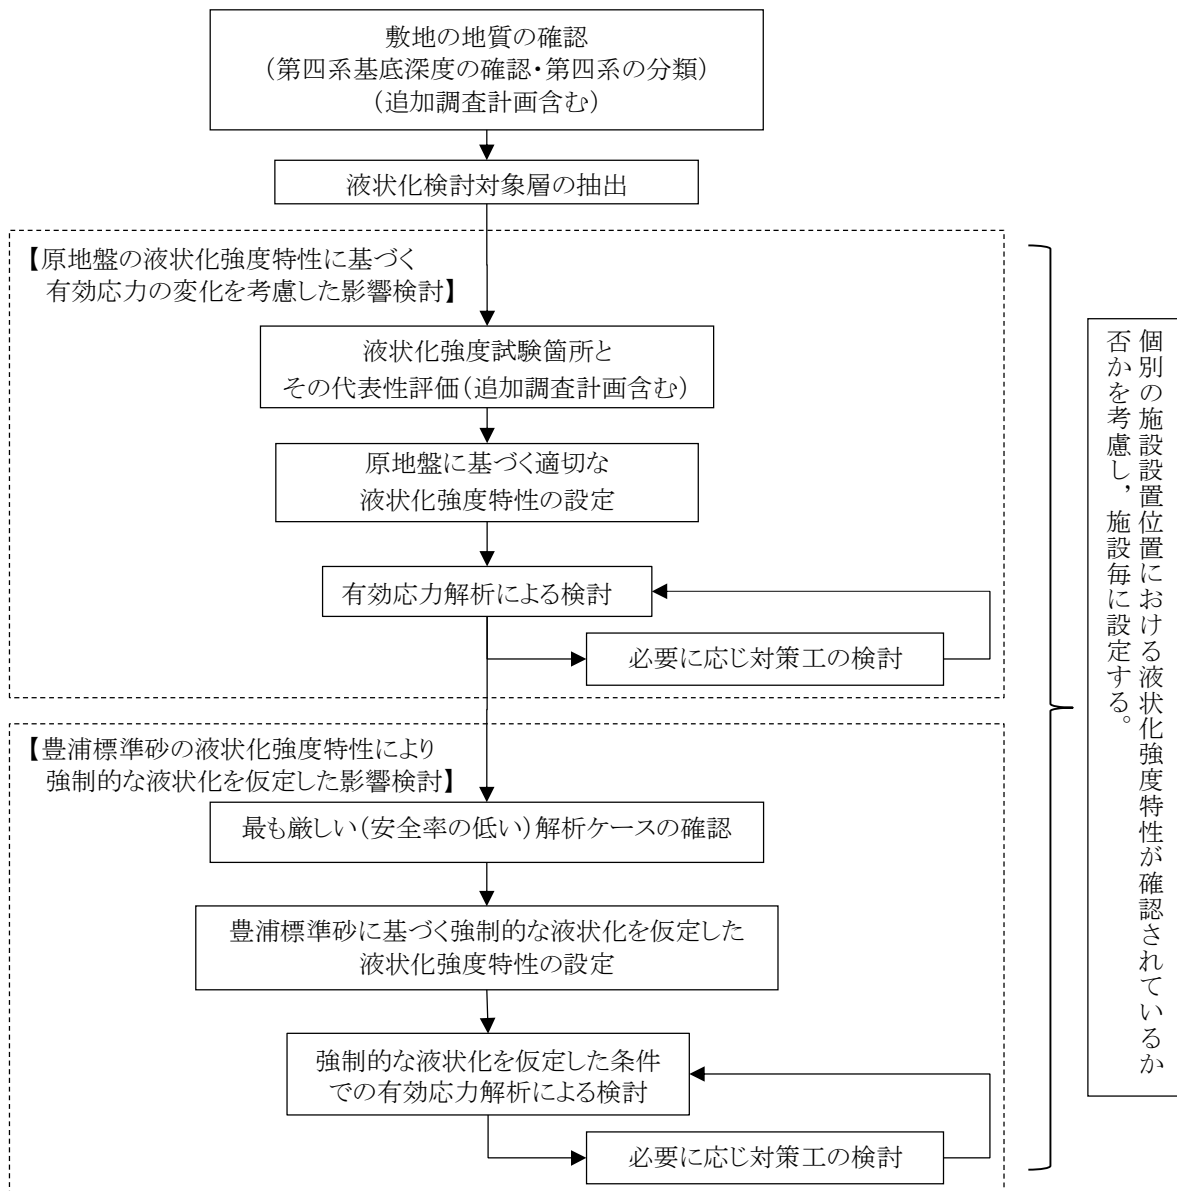 敷地の地質の確認
（第四系基底深度の確認・第四系の分類）
（追加調査計画含む）
液状化検討対象層の抽出
【原地盤の液状化強度特性に基づく
有効応力の変化を考慮した影響検討】
液状化強度試験箇所と
その代表性評価（追加調査計画含む）
原地盤に基づく適切な
液状化強度特性の設定
有効応力解析による検討
必要に応じ対策工の検討
【豊浦標準砂の液状化強度特性により
強制的な液状化を仮定した影響検討】
最も厳しい（安全率の低い）解析ケースの確認
豊浦標準砂に基づく強制的な液状化を仮定した
液状化強度特性の設定
強制的な液状化を仮定した条件
での有効応力解析による検討
必要に応じ対策工の検討
個別の施設設置位置における液状化強度特性が確認されているか
否かを考慮し，施設毎に設定する。